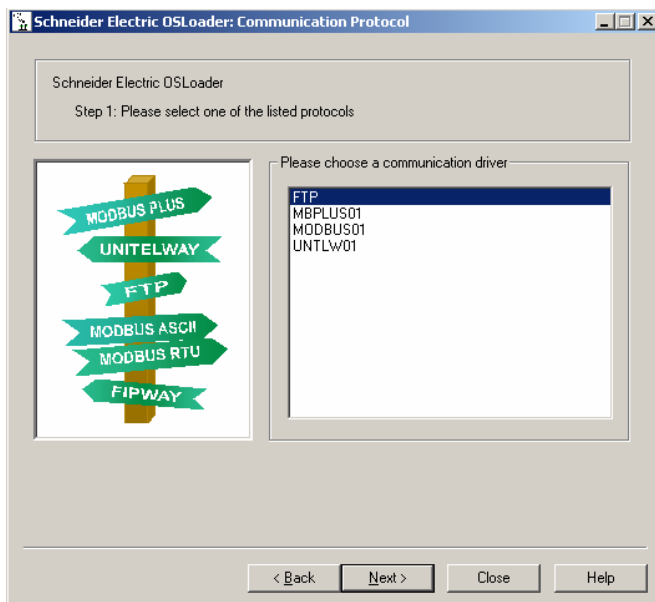 Schneider Electric OSLoader: Communication Protocol
Schneider Electric OSLoader
Step 1: Please select one of the listed protocols
MODBUS PLUS
UNITELWAY
FTP
MODBUS ASCII
MODBUS RTU
FIPWAY
Please choose a communication driver
FTP
MBPLUS01
MODBUS01
UNTLW01
< Back
Next >
Close
Help